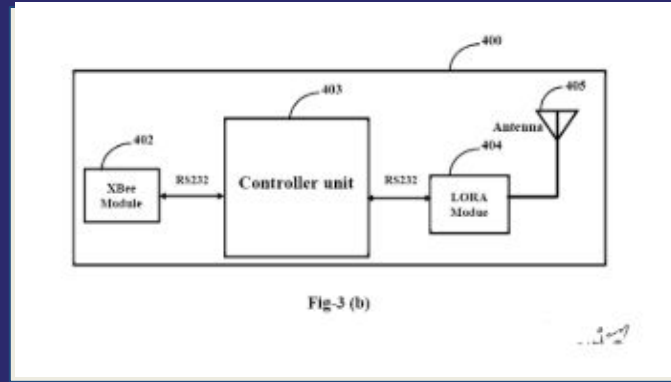 400
403
405
Antenna
402
404
XBee
Module
RS232
Controller unit
RS232
LORA
Modue
Fig-3 (b)